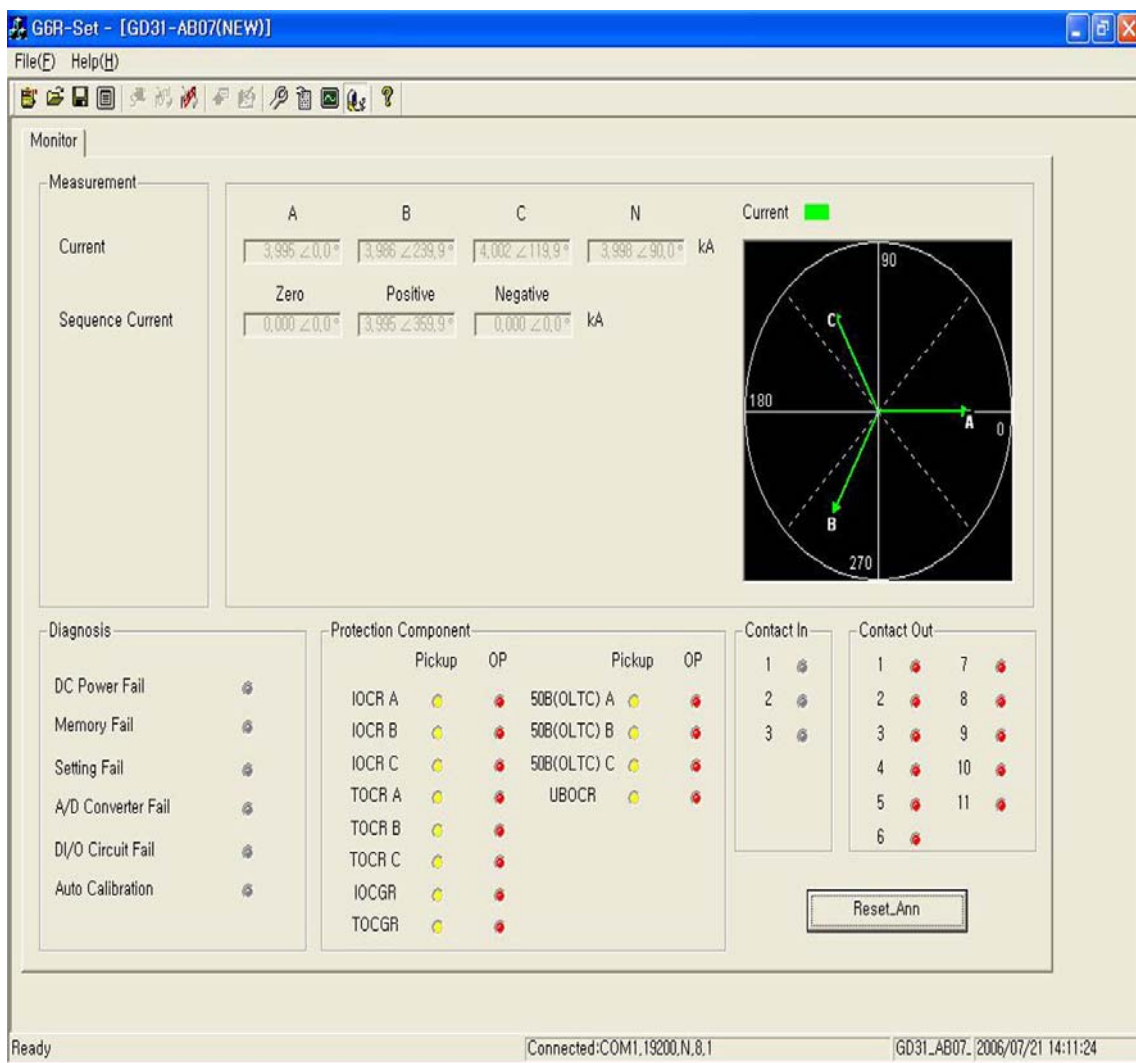 G6R-Set - [GD31-AB07(NEW)]
File(F) Help(H)
Monitor
Measurement
A B C N Current
Current 3,995 ∠0,0° 3,986 ∠239,9° 4,002 ∠119,9° 3,998 ∠90,0° kA
Zero Positive Negative
Sequence Current 0,000 ∠0,0° 3,995 ∠359,9° 0,000 ∠0,0° kA
90
C
180
A
0
B
270
Diagnosis
DC Power Fail
Memory Fail
Setting Fail
A/D Converter Fail
DI/O Circuit Fail
Auto Calibration
Protection Component
Pickup OP Pickup OP
IOCR A 50B(OLTC) A
IOCR B 50B(OLTC) B
IOCR C 50B(OLTC) C
TOCR A UBOCR
TOCR B
TOCR C
IOCGR
TOCGR
Contact In
1
2
3
Contact Out
1 7
2 8
3 9
4 10
5 11
6
Reset_Ann
Ready Connected:COM1,19200,N,8,1 GD31_AB07_ 2006/07/21 14:11:24